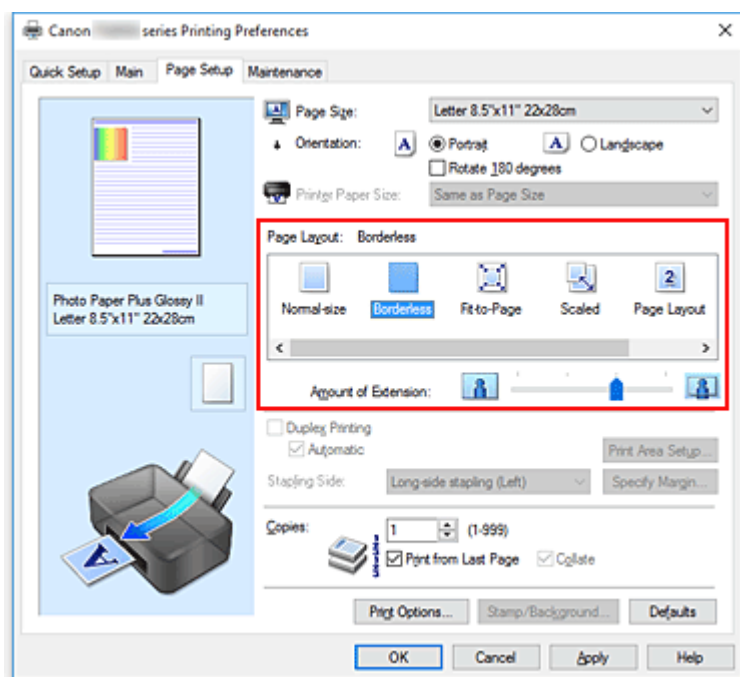 Canon series Printing Preferences
Quick Setup Main Page Setup Maintenance
Page Size: Letter 8.5"x11" 22x28cm
Orientation: A Portrait A Landscape
Rotate 180 degrees
Printer Paper Size: Same as Page Size
Page Layout: Borderless
2
Normal-size Borderless Fit-to-Page Scaled Page Layout
Photo Paper Plus Glossy II
Letter 8.5"x11" 22x28cm
Amount of Extension:
Duplex Printing
Automatic
Print Area Setup...
Stapling Side: Long-side stapling (Left) Specify Margin...
Copies: 1 (1-999)
Print from Last Page Collate
A
Print Options... Stamp/Background... Defaults
OK Cancel Apply Help